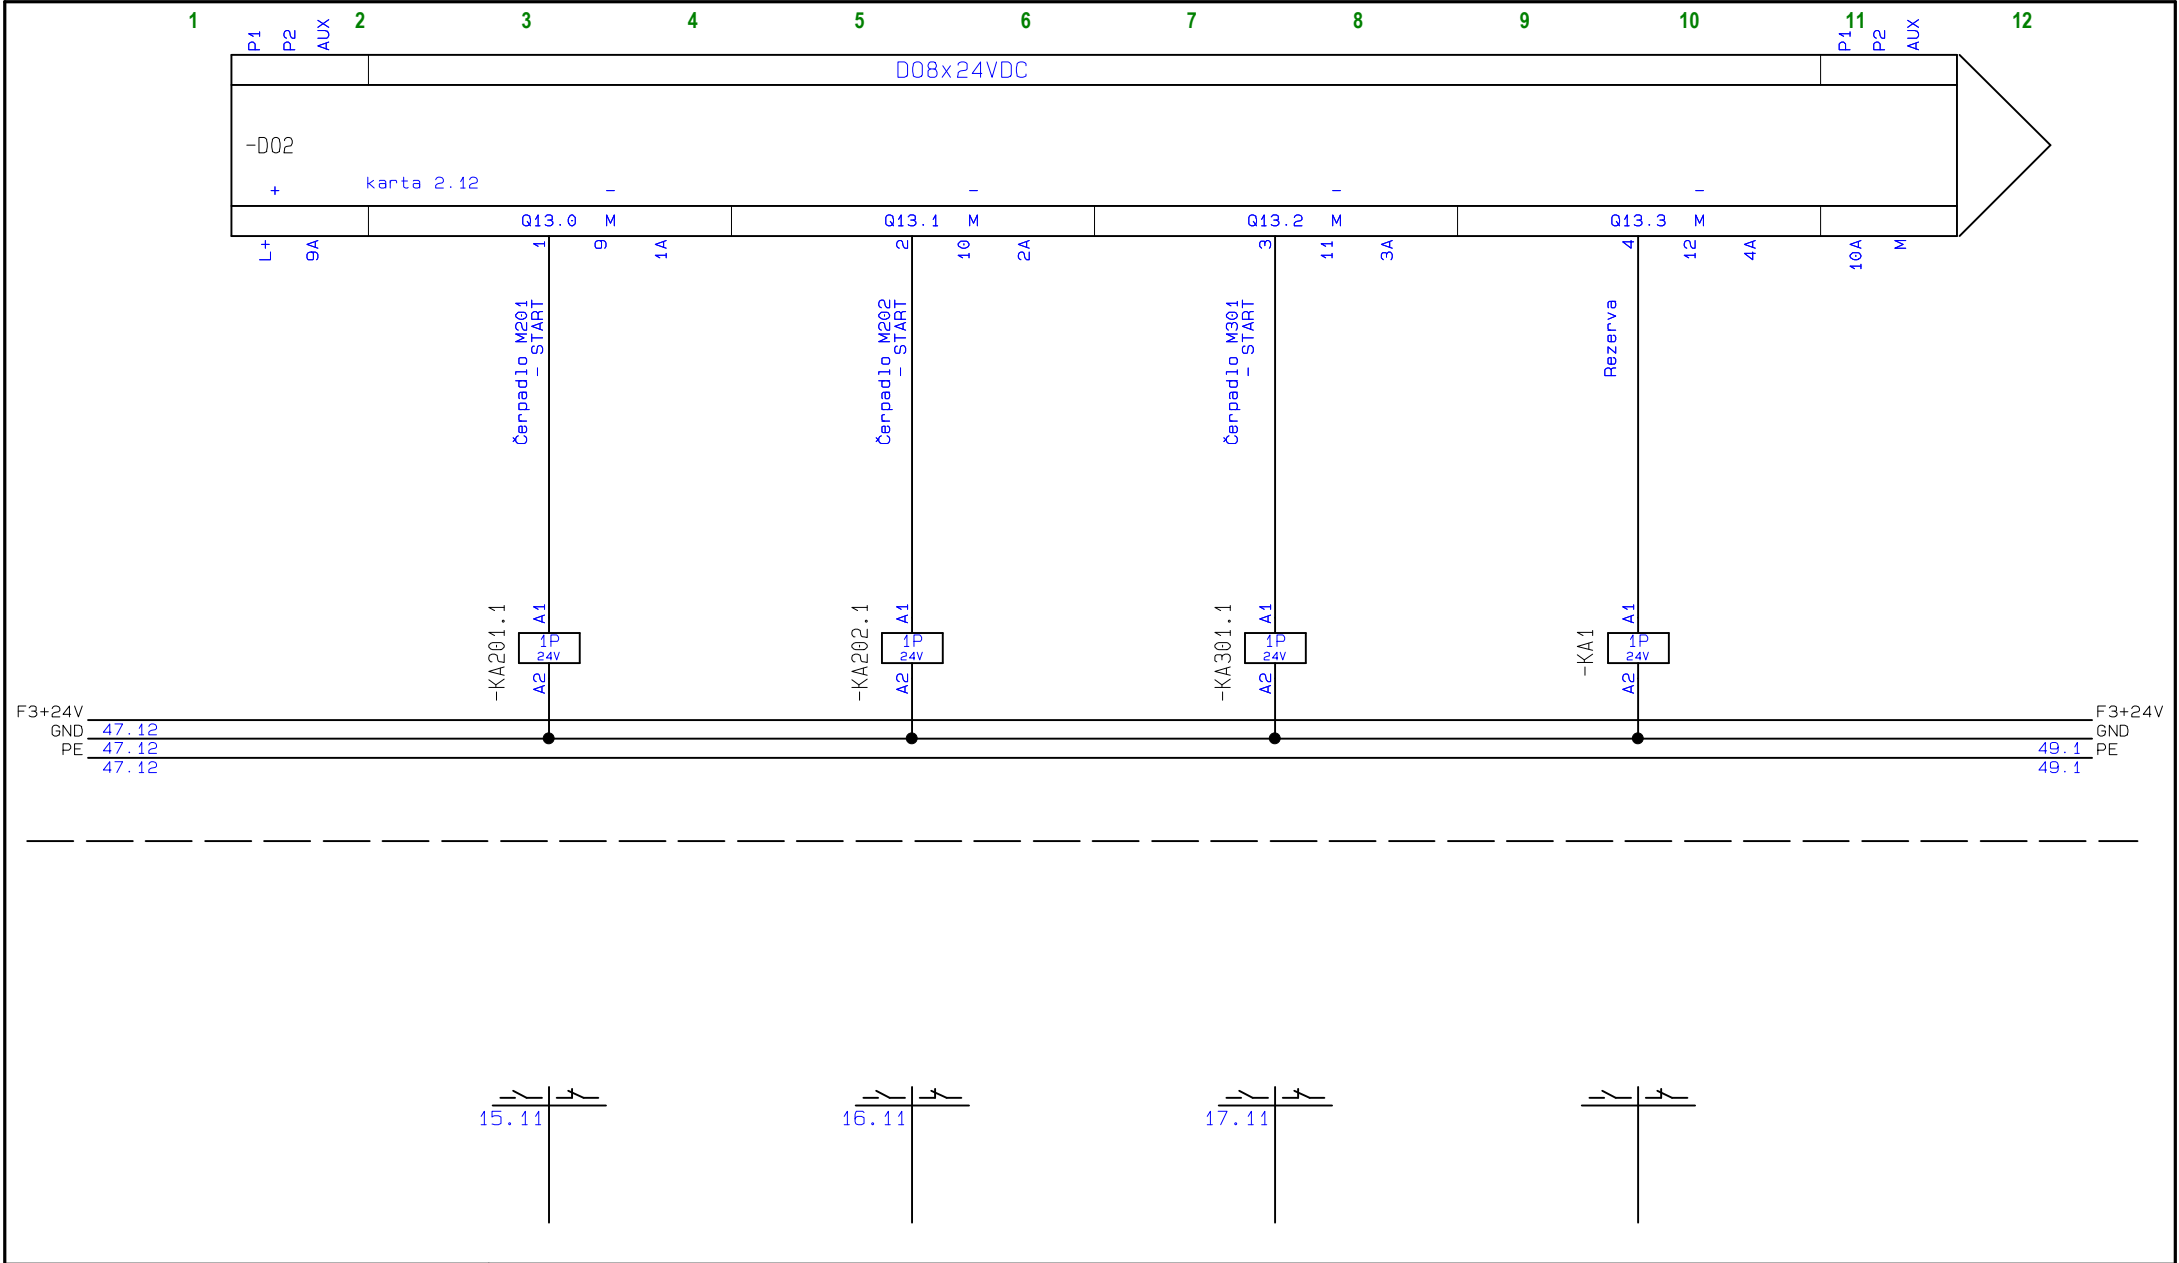 1 2 3 4 5 6 7 8 9 10 11 12
P1 P2 AUX P1 P2 AUX
DO8x24VDC
-DO2
+ karta 2.12 - - - -
Q13.0 M Q13.1 M Q13.2 M Q13.3 M
L+ 9A 1 9 1A 2 10 2A 3 11 3A 4 12 4A 10A M
Čerpadlo M201
- START
Čerpadlo M202
- START
Čerpadlo M301
- START
Rezerva
-KA201.1 A1 1P 24V A2
-KA202.1 A1 1P 24V A2
-KA301.1 A1 1P 24V A2
-KA1 A1 1P 24V A2
F3+24V F3+24V
GND 47.12 GND
PE 47.12 49.1 PE
47.12 49.1
15.11 16.11 17.11